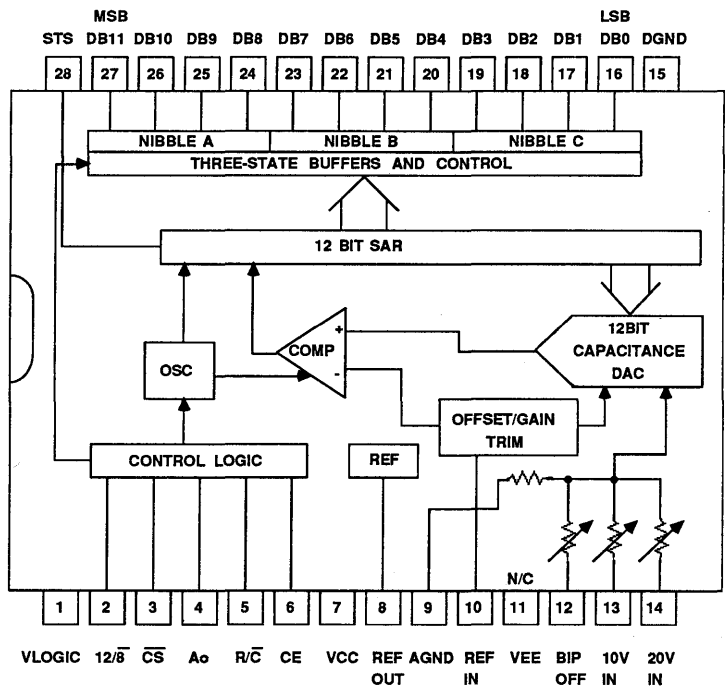 MSB LSB
STS DB11 DB10 DB9 DB8 DB7 DB6 DB5 DB4 DB3 DB2 DB1 DB0 DGND
28 27 26 25 24 23 22 21 20 19 18 17 16 15
NIBBLE A NIBBLE B NIBBLE C
THREE-STATE BUFFERS AND CONTROL
12 BIT SAR
12BIT
CAPACITANCE
DAC
+
COMP
-
OSC
OFFSET/GAIN
TRIM
CONTROL LOGIC
REF
N/C
1 2 3 4 5 6 7 8 9 10 11 12 13 14
VLOGIC 12/8̅ C̅S̅ Ao R/C̅ CE VCC REF AGND REF VEE BIP 10V 20V
OUT IN OFF IN IN